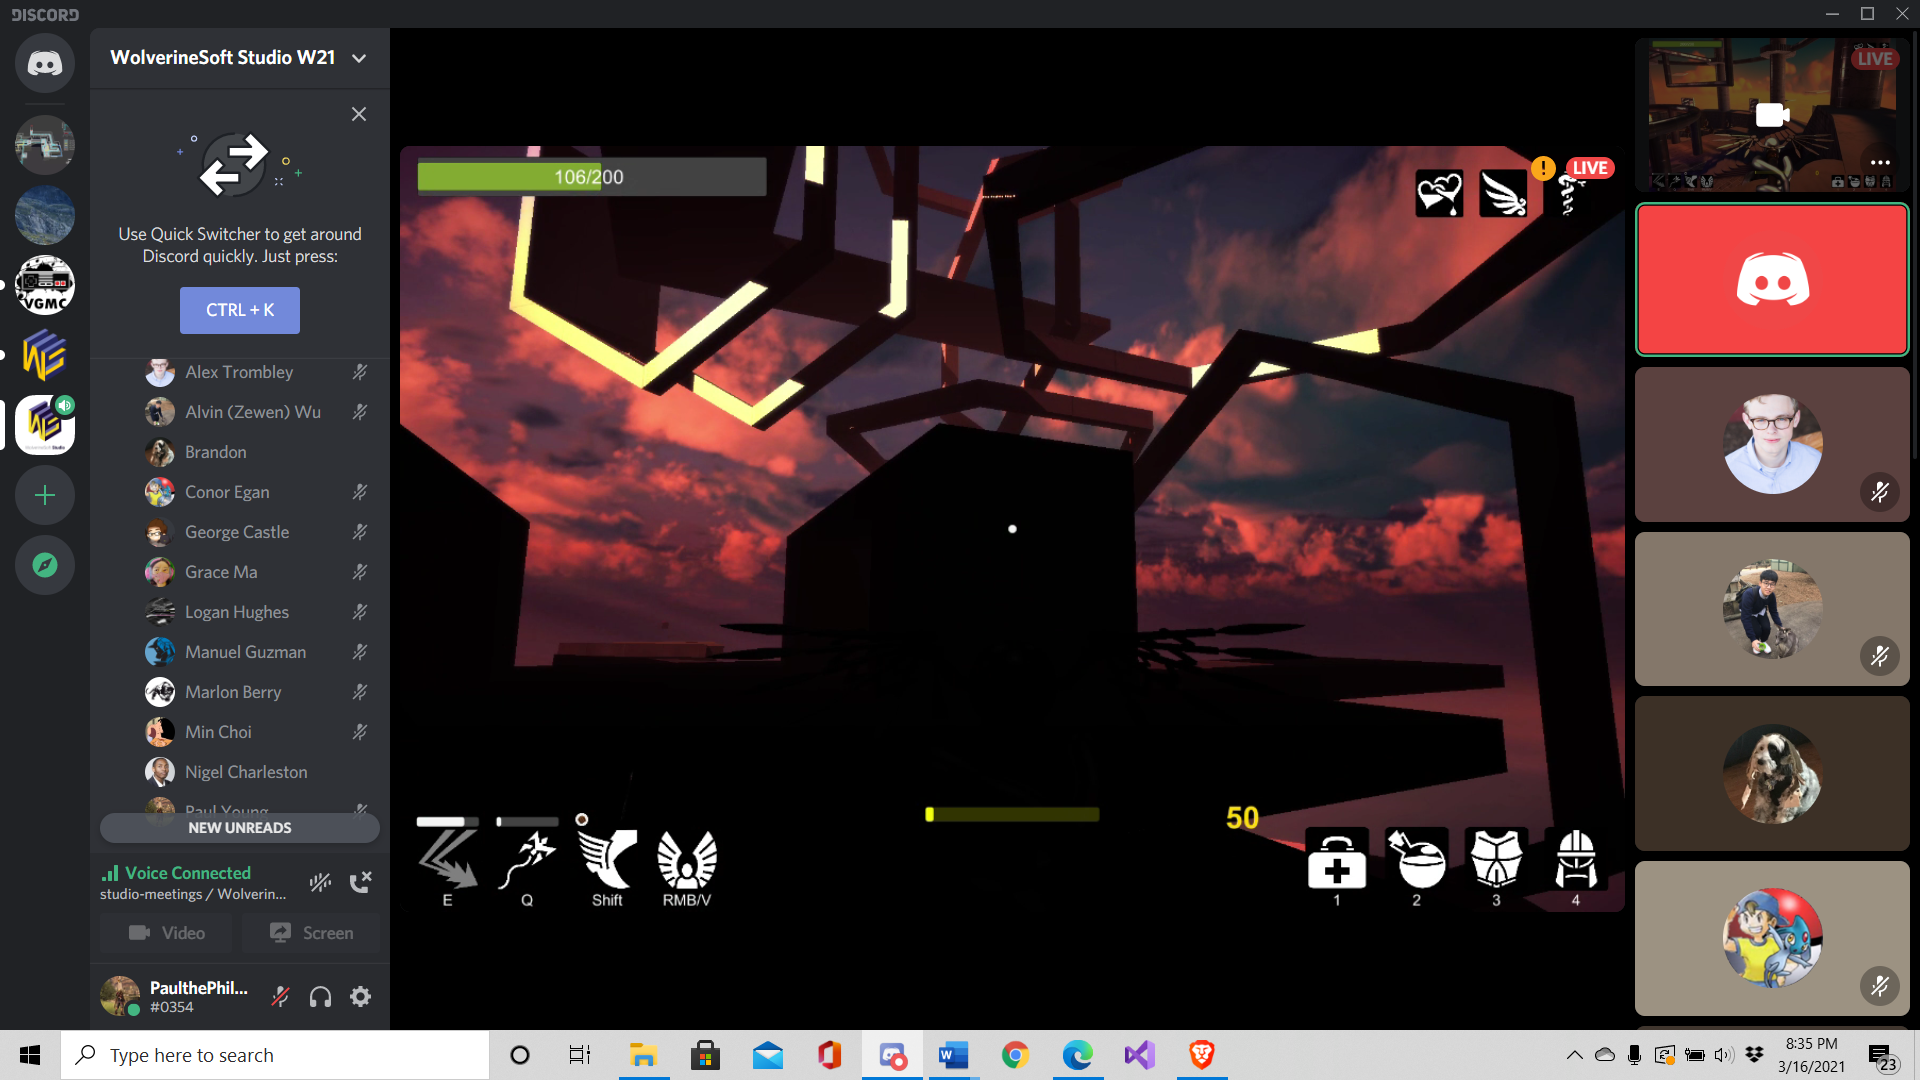 DISCORD
WolverineSoft Studio W21
Use Quick Switcher to get around
Discord quickly. Just press:
CTRL + K
VGMC
Alex Trombley
Alvin (Zewen) Wu
Brandon
Conor Egan
George Castle
Grace Ma
Logan Hughes
Manuel Guzman
Marlon Berry
Min Choi
Nigel Charleston
Paul Young
NEW UNREADS
Voice Connected
studio-meetings / Wolverin...
Video
Screen
PaulthePhil...
#0354
106/200
! LIVE
LIVE
50
E
Q
Shift
RMB/V
1
2
3
4
Type here to search
8:35 PM
3/16/2021
23